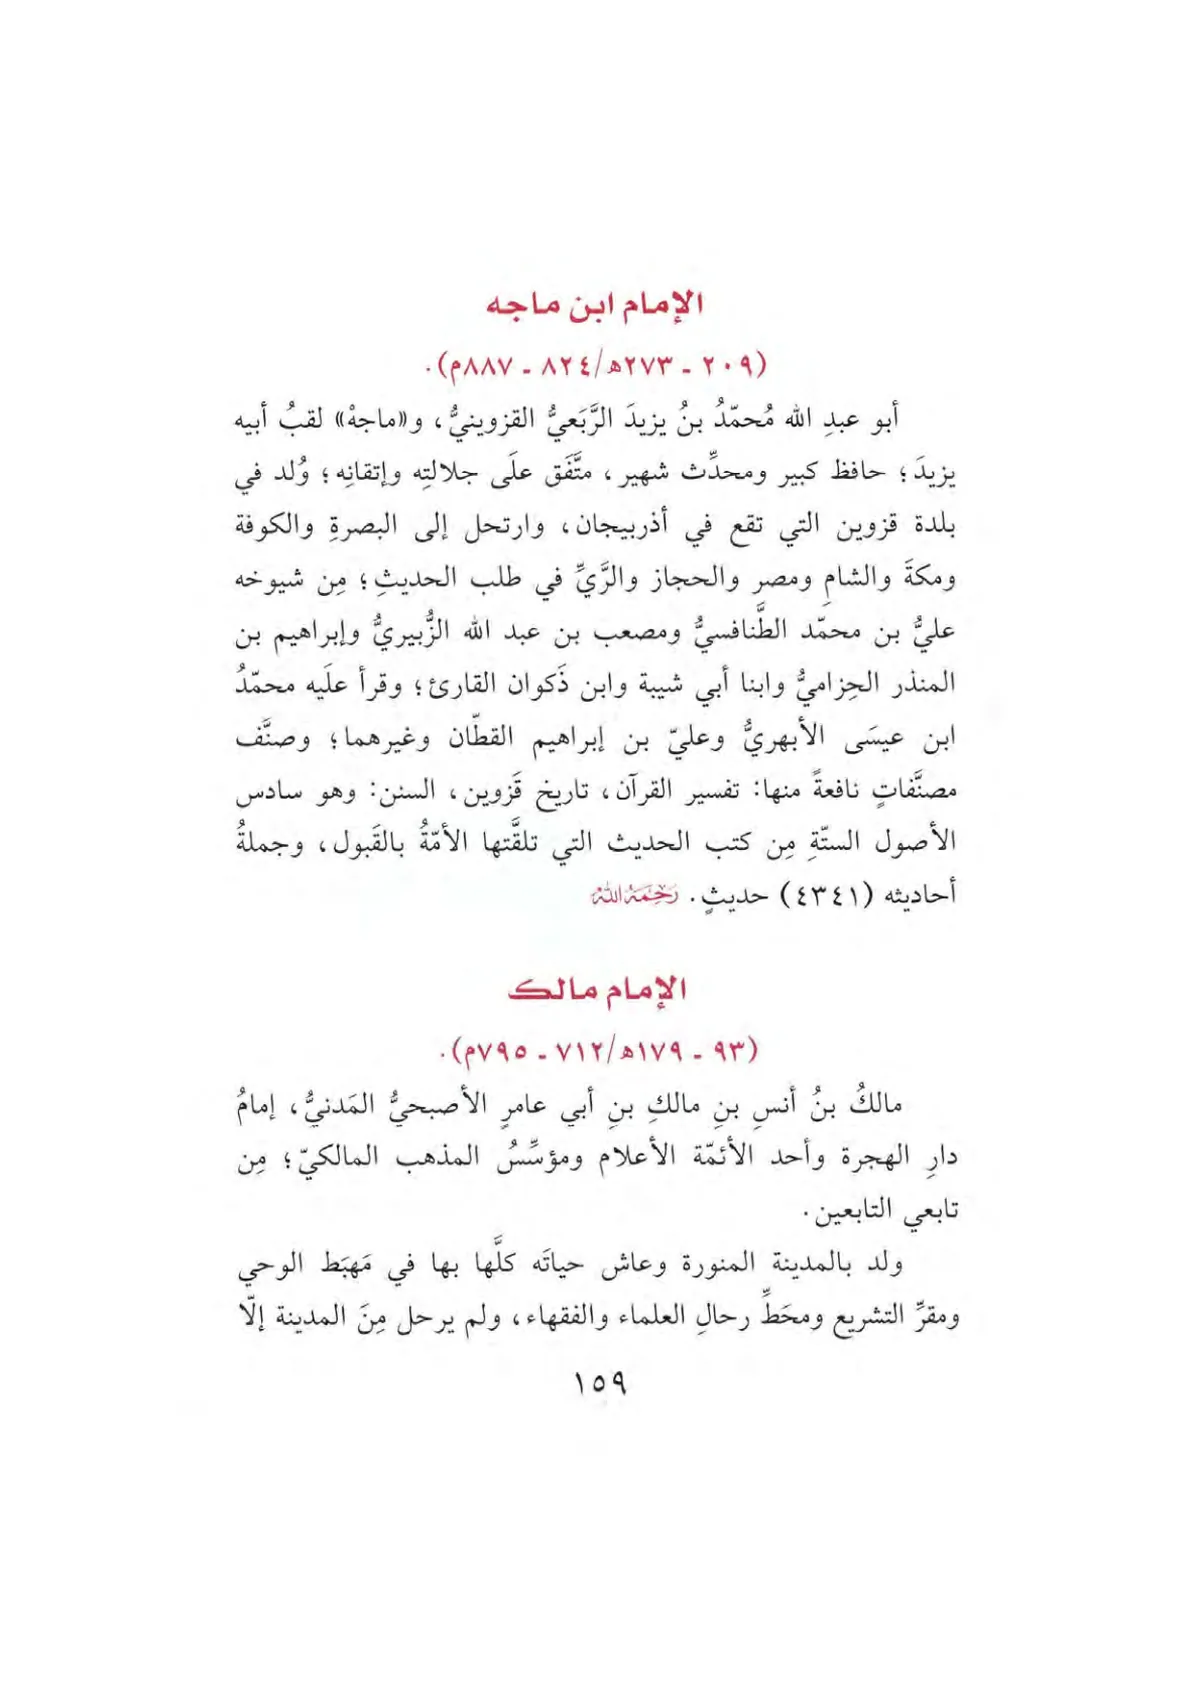 الإمام ابن ماجه
(٢٠٩ - ٢٧٣هـ/٨٢٤ - ٨٨٧م).
أبو عبدِ الله مُحمّدُ بنُ يزيدَ الرَّبَعيُّ القزوينيُّ، و«ماجهْ» لقبُ أبيه
يزيدَ؛ حافظ كبير ومحدِّث شهير، متَّفَق علَى جلالتِه وإتقانِه؛ وُلد في
بلدة قزوين التي تقع في أذربيجان، وارتحل إلى البصرةِ والكوفة
ومكةَ والشامِ ومصر والحجاز والرَّيِّ في طلب الحديثِ؛ مِن شيوخه
عليُّ بن محمّد الطَّنافسيُّ ومصعب بن عبد الله الزُّبيريُّ وإبراهيم بن
المنذر الحِزاميُّ وابنا أبي شيبة وابن ذَكوان القارئ؛ وقرأ علَيه محمّدُ
ابن عيسَى الأبهريُّ وعليّ بن إبراهيم القطّان وغيرهما؛ وصنَّف
مصنَّفاتٍ نافعةً منها: تفسير القرآن، تاريخ قَزوين، السنن: وهو سادس
الأصول الستّةِ مِن كتب الحديث التي تلقَّتها الأمّةُ بالقَبول، وجملةُ
أحاديثه (٤٣٤١) حديثٍ. رَحِمَهُ اللهُ
الإمام مالك
(٩٣ - ١٧٩هـ/٧١٢ - ٧٩٥م).
مالكُ بنُ أنسِ بنِ مالكِ بنِ أبي عامرٍ الأصبحيُّ المَدنيُّ، إمامُ
دارِ الهجرة وأحد الأئمّة الأعلام ومؤسِّسُ المذهب المالكيّ؛ مِن
تابعي التابعين.
ولد بالمدينة المنورة وعاش حياتَه كلَّها بها في مَهبَط الوحي
ومقرِّ التشريع ومحَطِّ رحالِ العلماء والفقهاء، ولم يرحل مِنَ المدينة إلّا
١٥٩